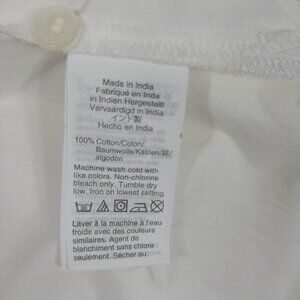 Made in India
Fabriqué en Inde
in Indien Hergestellt
Vervaardigd in India
インド製
Hecho en India
100% Cotton/Coton/
Baumwolle/Katoen/綿/
algodón
Machine wash cold with
like colors. Non-chlorine
bleach only. Tumble dry
low. Iron on lowest setting.
Laver à la machine à l'eau
froide avec des couleurs
similaires. Agent de
blanchiment sans chlore
seulement. Sécher au